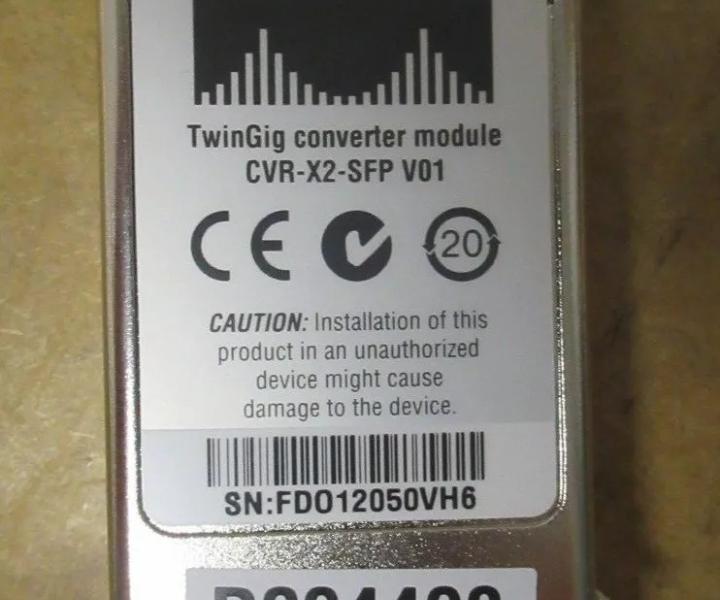 TwinGig converter module
CVR-X2-SFP V01
CE
20
CAUTION: Installation of this
product in an unauthorized
device might cause
damage to the device.
SN:FDO12050VH6